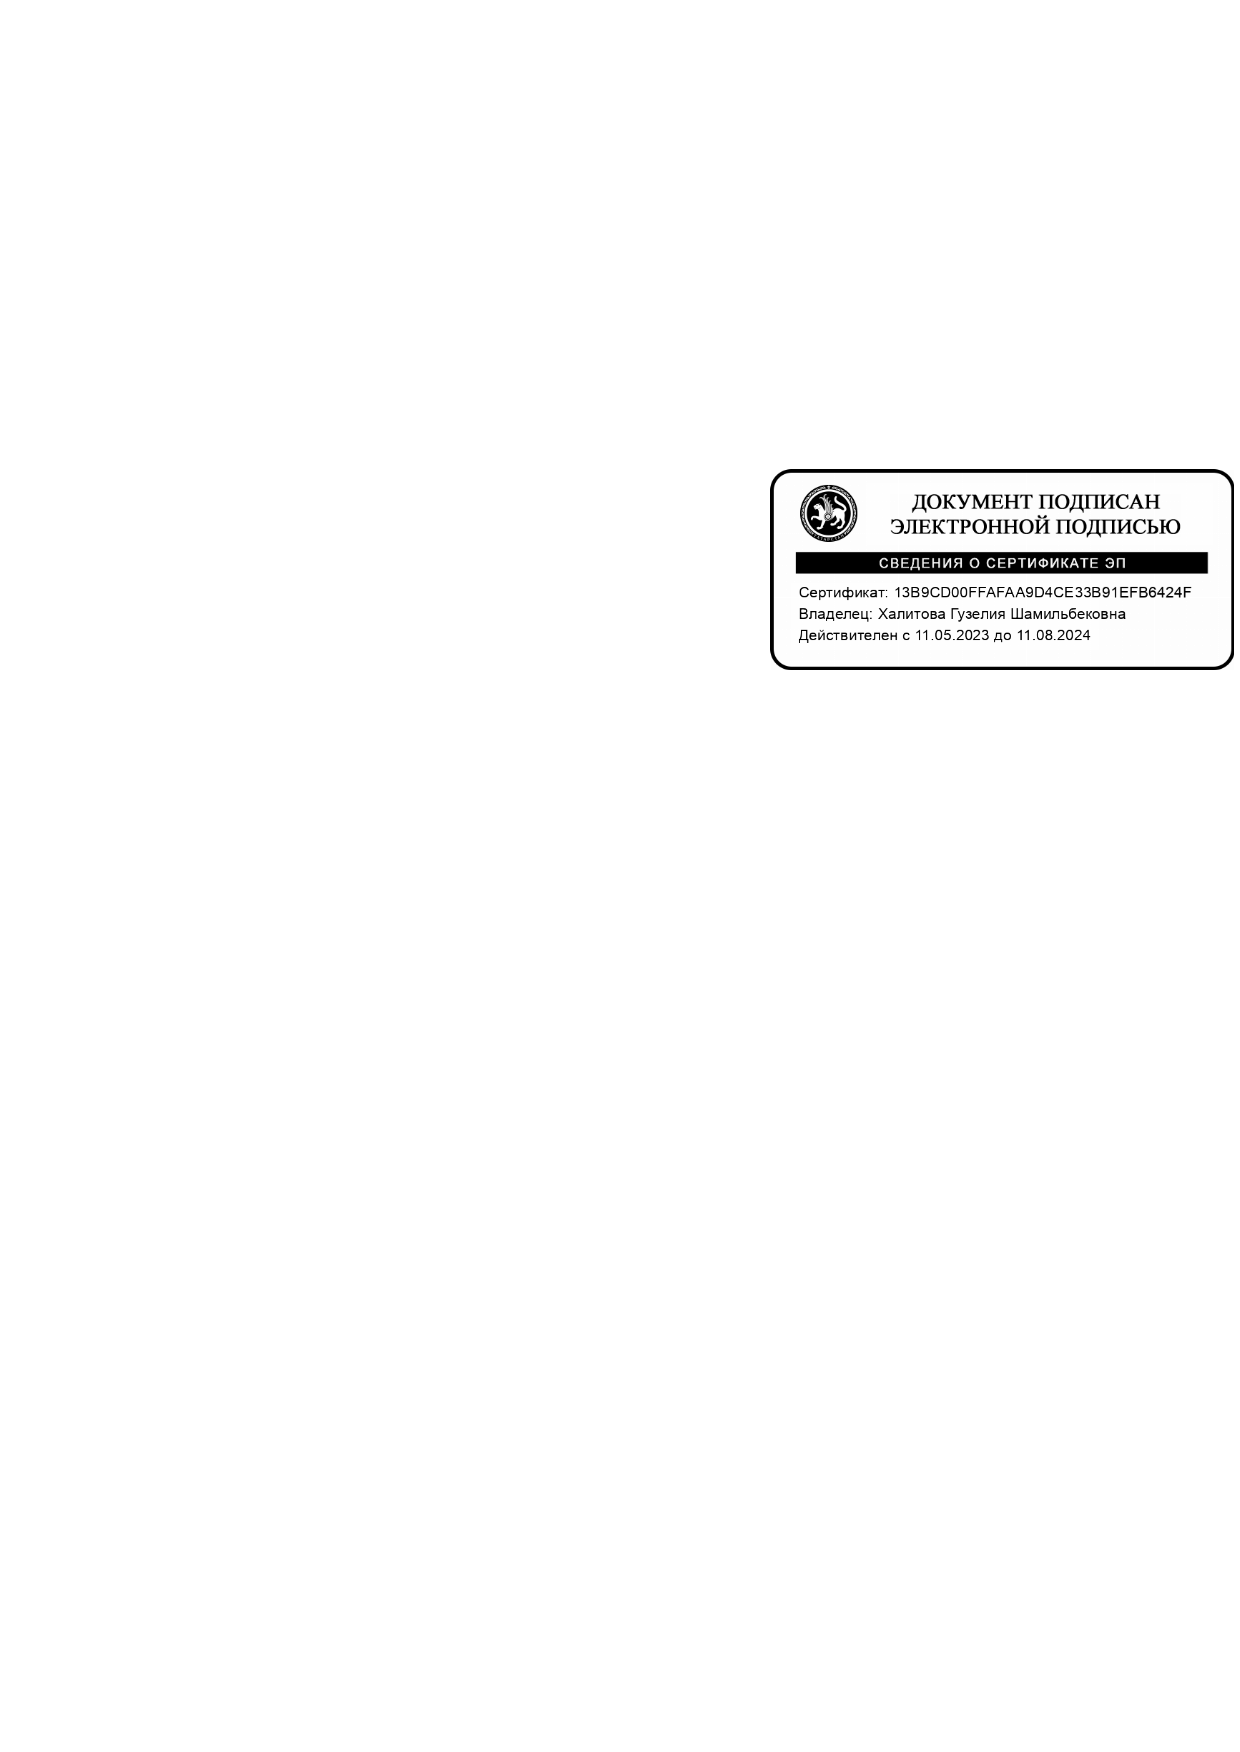 ДОКУМЕНТ ПОДПИСАН
ЭЛЕКТРОННОЙ ПОДПИСЬЮ
СВЕДЕНИЯ О СЕРТИФИКАТЕ ЭП
Сертификат: 13B9CD00FFAFAA9D4CE33B91EFB6424F
Владелец: Халитова Гузелия Шамильбековна
Действителен с 11.05.2023 до 11.08.2024